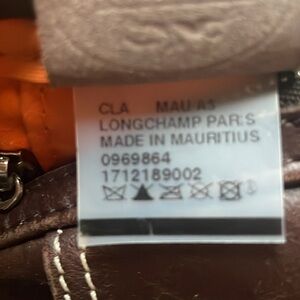 CLA MAU A3
LONGCHAMP PARIS
MADE IN MAURITIUS
0969864
1712189002